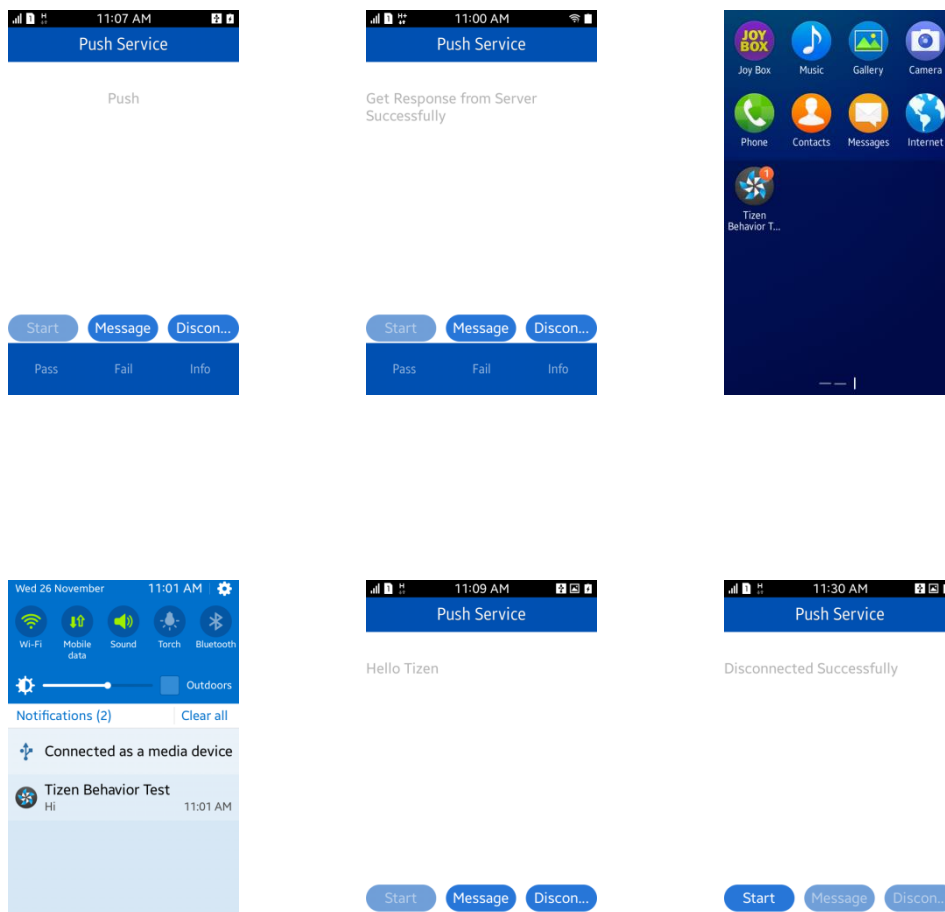 11:07 AM
Push Service
Push
Start Message Discon...
Pass Fail Info
11:00 AM
Push Service
Get Response from Server
Successfully
Start Message Discon...
Pass Fail Info
JOY
BOX
Joy Box Music Gallery Camera
Phone Contacts Messages Internet
1
Tizen
Behavior T...
Wed 26 November 11:01 AM
Wi-Fi Mobile
data Sound Torch Bluetooth
Outdoors
Notifications (2) Clear all
Connected as a media device
Tizen Behavior Test
Hi 11:01 AM
11:09 AM
Push Service
Hello Tizen
Start Message Discon...
11:30 AM
Push Service
Disconnected Successfully
Start Message Discon...